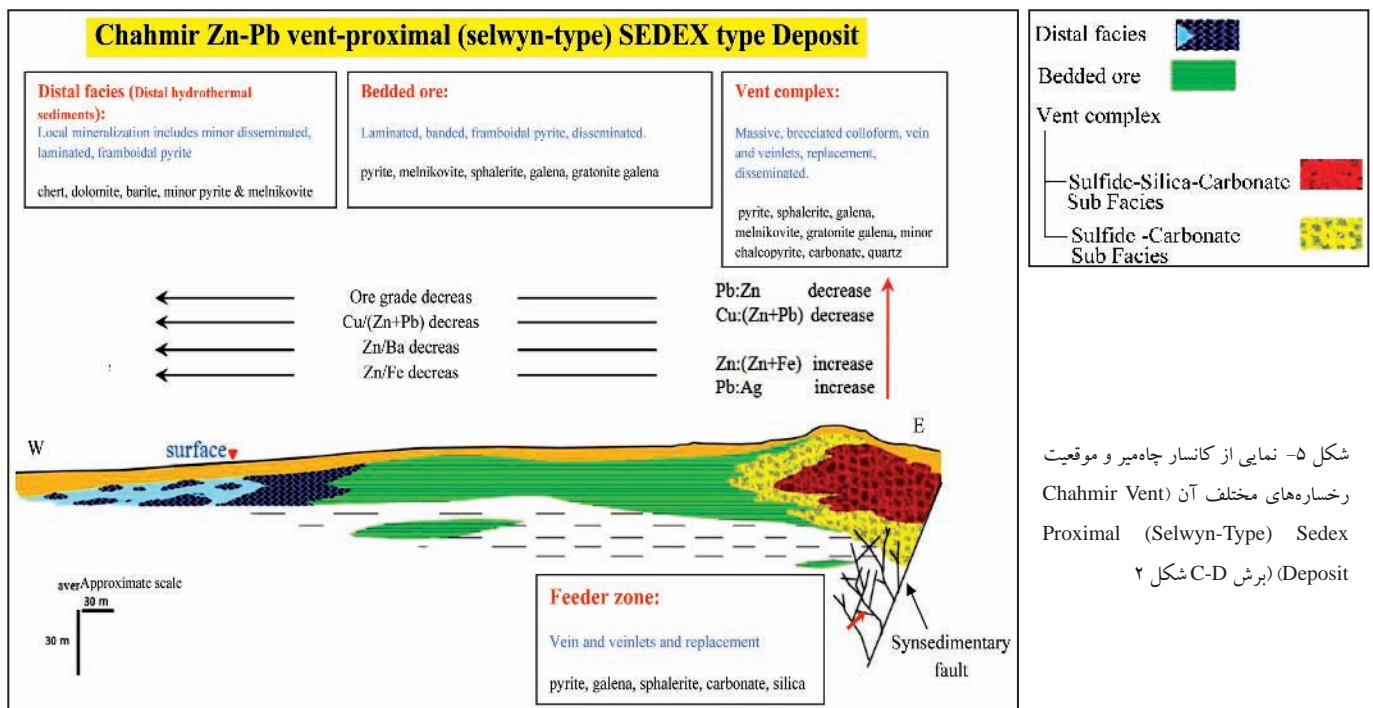 Chahmir Zn-Pb vent-proximal (selwyn-type) SEDEX type Deposit
Distal facies (Distal hydrothermal
sediments):
Local mineralization includes minor disseminated,
laminated, framboidal pyrite
chert, dolomite, barite, minor pyrite & melnikovite
Bedded ore:
Laminated, banded, framboidal pyrite, disseminated.
pyrite, melnikovite, sphalerite, galena, gratonite galena
Vent complex:
Massive, brecciated colloform, vein
and veinlets, replacement,
disseminated.
pyrite, sphalerite, galena,
melnikovite, gratonite galena, minor
chalcopyrite, carbonate, quartz
Ore grade decreas
Cu/(Zn+Pb) decreas
Zn/Ba decreas
Zn/Fe decreas
Pb:Zn decrease
Cu:(Zn+Pb) decrease
Zn:(Zn+Fe) increase
Pb:Ag increase
W
E
surface
averApproximate scale
30 m
30 m
Feeder zone:
Vein and veinlets and replacement
pyrite, galena, sphalerite, carbonate, silica
Synsedimentary
fault
Distal facies
Bedded ore
Vent complex
Sulfide-Silica-Carbonate
Sub Facies
Sulfide -Carbonate
Sub Facies
شکل ۵- نمایی از کانسار چاه‌میر و موقعیت
رخساره‌های مختلف آن (Chahmir Vent
Proximal (Selwyn-Type) Sedex
Deposit) (برش C-D شکل ۲